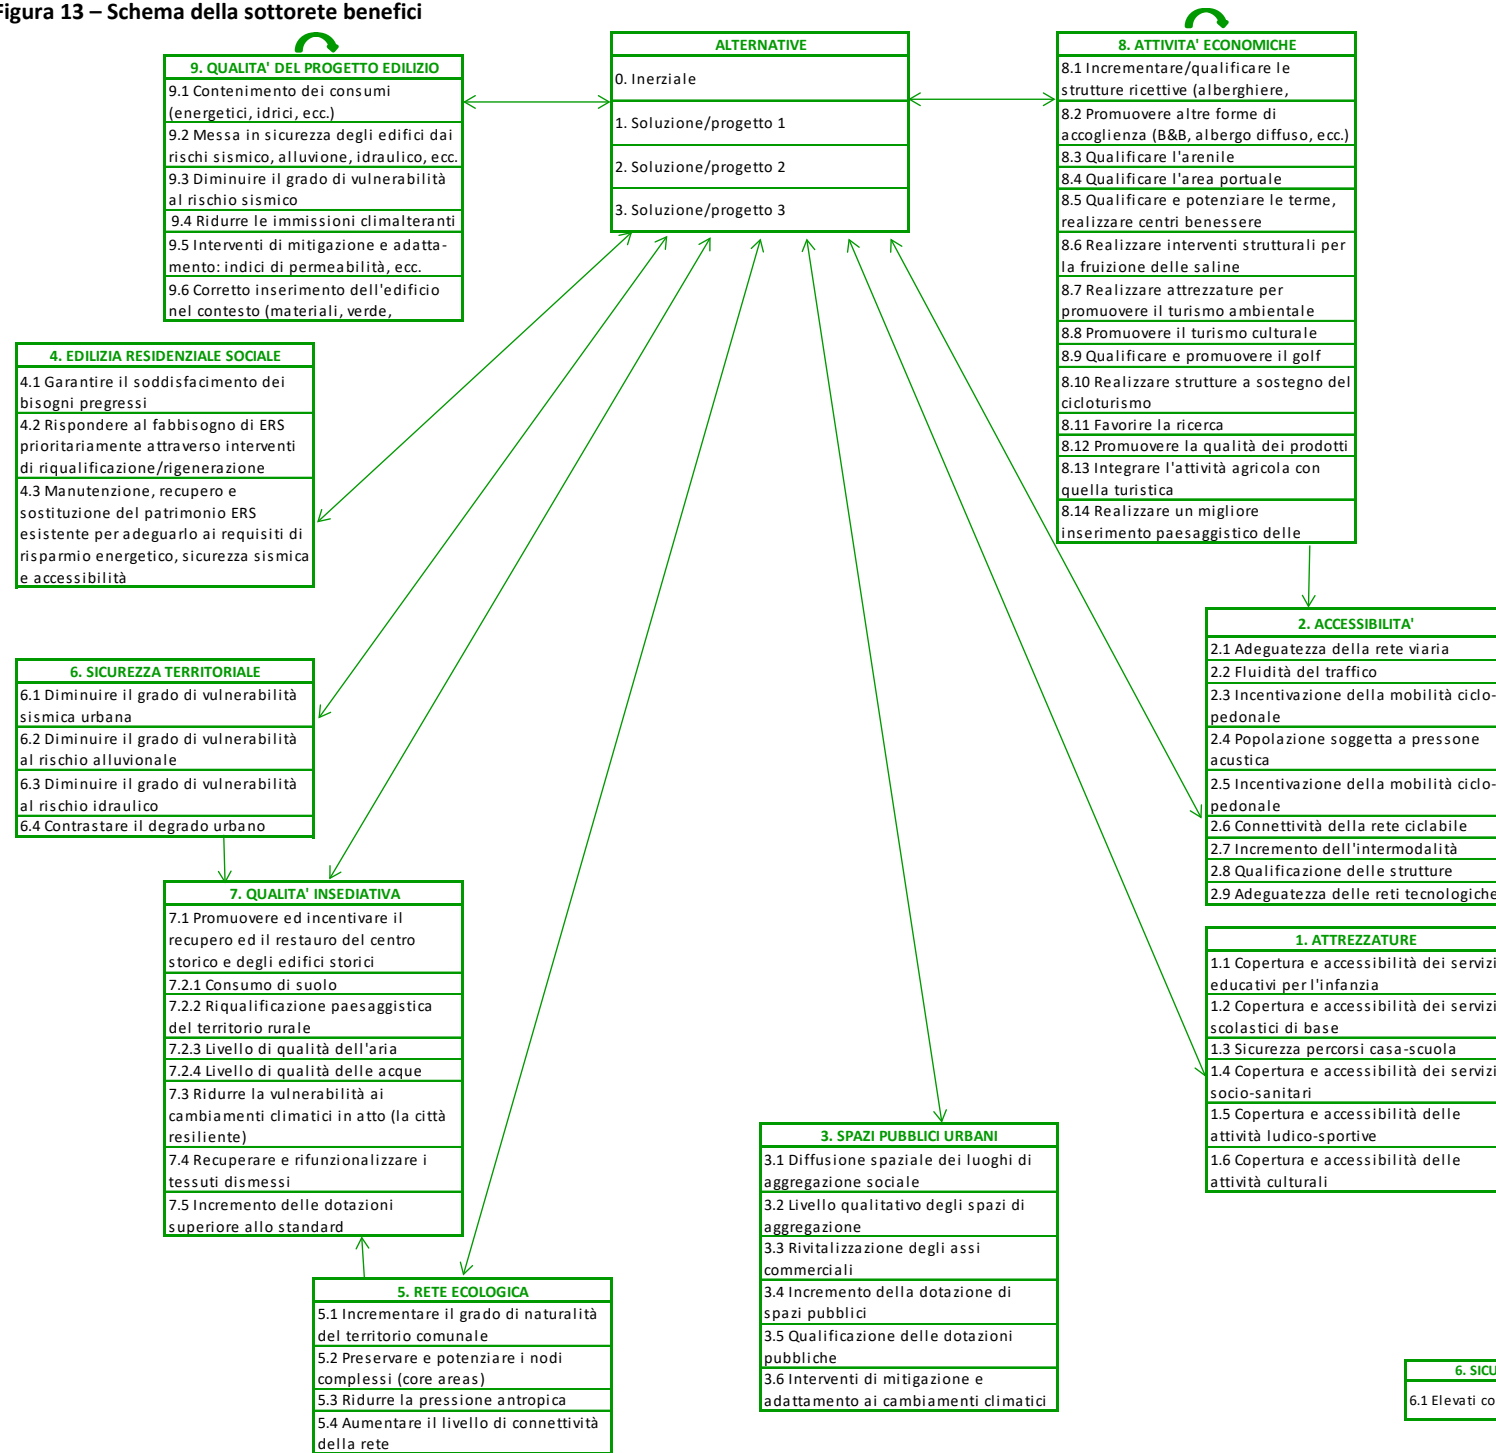 Figura 13 – Schema della sottorete benefici
9. QUALITA' DEL PROGETTO EDILIZIO
9.1 Contenimento dei consumi
(energetici, idrici, ecc.)
9.2 Messa in sicurezza degli edifici dai
rischi sismico, alluvione, idraulico, ecc.
9.3 Diminuire il grado di vulnerabilità
al rischio sismico
9.4 Ridurre le immissioni climalteranti
9.5 Interventi di mitigazione e adatta-
mento: indici di permeabilità, ecc.
9.6 Corretto inserimento dell'edificio
nel contesto (materiali, verde,
ALTERNATIVE
0. Inerziale
1. Soluzione/progetto 1
2. Soluzione/progetto 2
3. Soluzione/progetto 3
8. ATTIVITA' ECONOMICHE
8.1 Incrementare/qualificare le
strutture ricettive (alberghiere,
8.2 Promuovere altre forme di
accoglienza (B&B, albergo diffuso, ecc.)
8.3 Qualificare l'arenile
8.4 Qualificare l'area portuale
8.5 Qualificare e potenziare le terme,
realizzare centri benessere
8.6 Realizzare interventi strutturali per
la fruizione delle saline
8.7 Realizzare attrezzature per
promuovere il turismo ambientale
8.8 Promuovere il turismo culturale
8.9 Qualificare e promuovere il golf
8.10 Realizzare strutture a sostegno del
cicloturismo
8.11 Favorire la ricerca
8.12 Promuovere la qualità dei prodotti
8.13 Integrare l'attività agricola con
quella turistica
8.14 Realizzare un migliore
inserimento paesaggistico delle
4. EDILIZIA RESIDENZIALE SOCIALE
4.1 Garantire il soddisfacimento dei
bisogni pregressi
4.2 Rispondere al fabbisogno di ERS
prioritariamente attraverso interventi
di riqualificazione/rigenerazione
4.3 Manutenzione, recupero e
sostituzione del patrimonio ERS
esistente per adeguarlo ai requisiti di
risparmio energetico, sicurezza sismica
e accessibilità
2. ACCESSIBILITA'
2.1 Adeguatezza della rete viaria
2.2 Fluidità del traffico
2.3 Incentivazione della mobilità ciclo-
pedonale
2.4 Popolazione soggetta a pressone
acustica
2.5 Incentivazione della mobilità ciclo-
pedonale
2.6 Connettività della rete ciclabile
2.7 Incremento dell'intermodalità
2.8 Qualificazione delle strutture
2.9 Adeguatezza delle reti tecnologiche
6. SICUREZZA TERRITORIALE
6.1 Diminuire il grado di vulnerabilità
sismica urbana
6.2 Diminuire il grado di vulnerabilità
al rischio alluvionale
6.3 Diminuire il grado di vulnerabilità
al rischio idraulico
6.4 Contrastare il degrado urbano
7. QUALITA' INSEDIATIVA
7.1 Promuovere ed incentivare il
recupero ed il restauro del centro
storico e degli edifici storici
7.2.1 Consumo di suolo
7.2.2 Riqualificazione paesaggistica
del territorio rurale
7.2.3 Livello di qualità dell'aria
7.2.4 Livello di qualità delle acque
7.3 Ridurre la vulnerabilità ai
cambiamenti climatici in atto (la città
resiliente)
7.4 Recuperare e rifunzionalizzare i
tessuti dismessi
7.5 Incremento delle dotazioni
superiore allo standard
1. ATTREZZATURE
1.1 Copertura e accessibilità dei servizi
educativi per l'infanzia
1.2 Copertura e accessibilità dei servizi
scolastici di base
1.3 Sicurezza percorsi casa-scuola
1.4 Copertura e accessibilità dei servizi
socio-sanitari
1.5 Copertura e accessibilità delle
attività ludico-sportive
1.6 Copertura e accessibilità delle
attività culturali
3. SPAZI PUBBLICI URBANI
3.1 Diffusione spaziale dei luoghi di
aggregazione sociale
3.2 Livello qualitativo degli spazi di
aggregazione
3.3 Rivitalizzazione degli assi
commerciali
3.4 Incremento della dotazione di
spazi pubblici
3.5 Qualificazione delle dotazioni
pubbliche
3.6 Interventi di mitigazione e
adattamento ai cambiamenti climatici
5. RETE ECOLOGICA
5.1 Incrementare il grado di naturalità
del territorio comunale
5.2 Preservare e potenziare i nodi
complessi (core areas)
5.3 Ridurre la pressione antropica
5.4 Aumentare il livello di connettività
della rete
6. SICU
6.1 Elevati co